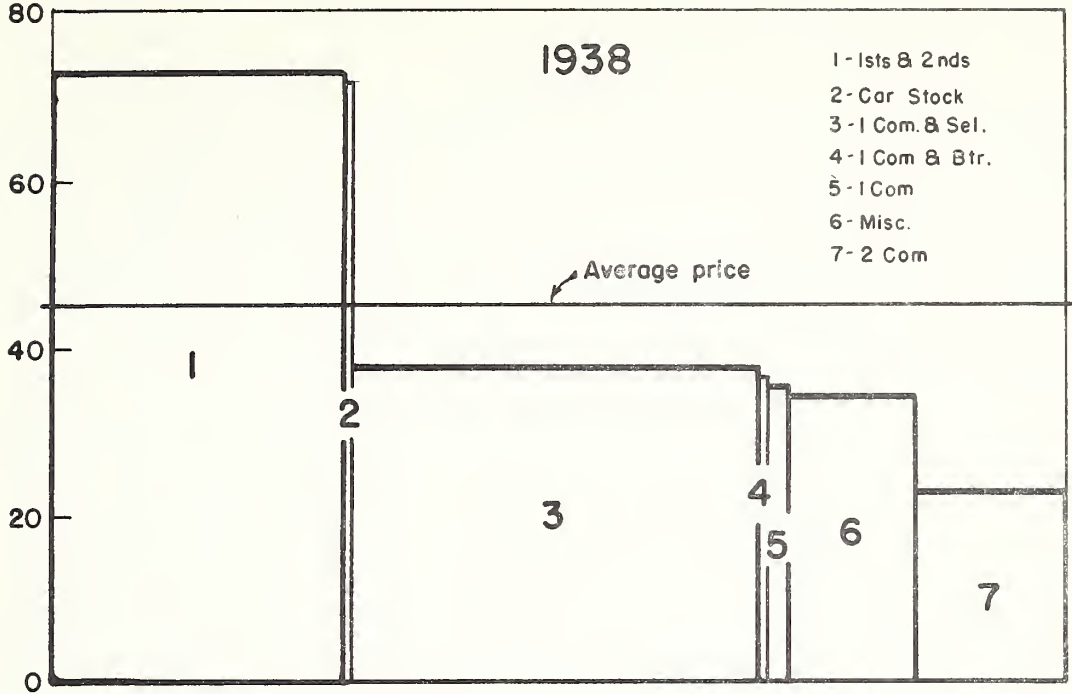 80
60
40
20
0
1938
1-1sts & 2nds
2-Car Stock
3-1 Com. & Sel.
4-1 Com & Btr.
5-1 Com
6-Misc.
7-2 Com
Average price
1
2
3
4
5
6
7